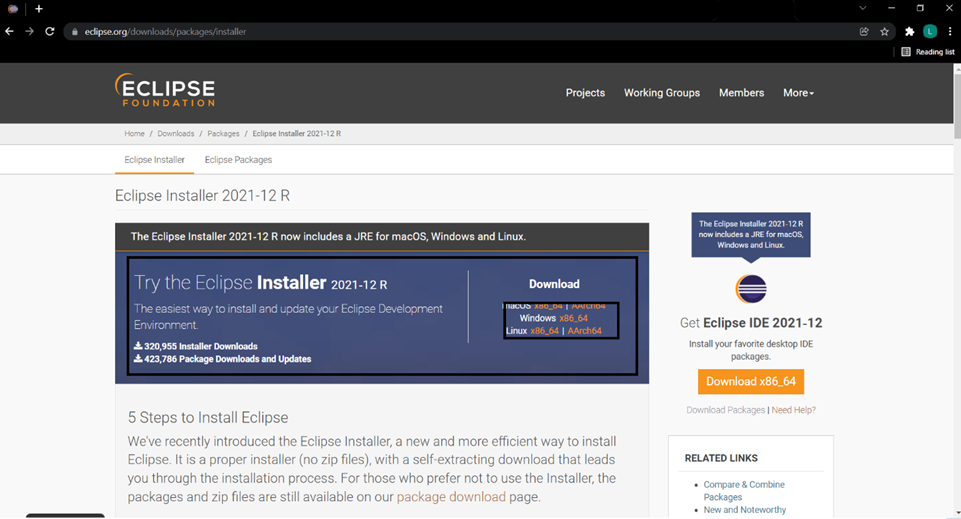 eclipse.org/downloads/packages/installer
L
Reading list
ECLIPSE
FOUNDATION
Projects Working Groups Members More
Home / Downloads / Packages / Eclipse Installer 2021-12 R
Eclipse Installer Eclipse Packages
Eclipse Installer 2021-12 R
The Eclipse Installer 2021-12 R now includes a JRE for macOS, Windows and Linux.
Try the Eclipse Installer 2021-12 R
The easiest way to install and update your Eclipse Development
Environment.
320,955 Installer Downloads
423,786 Package Downloads and Updates
Download
macOS x86_64 | AArch64
Windows x86_64
Linux x86_64 | AArch64
5 Steps to Install Eclipse
We've recently introduced the Eclipse Installer, a new and more efficient way to install
Eclipse. It is a proper installer (no zip files), with a self-extracting download that leads
you through the installation process. For those who prefer not to use the Installer, the
packages and zip files are still available on our package download page.
The Eclipse Installer 2021-12 R
now includes a JRE for macOS,
Windows and Linux.
Get Eclipse IDE 2021-12
Install your favorite desktop IDE
packages.
Download x86_64
Download Packages | Need Help?
RELATED LINKS
Compare & Combine
Packages
New and Noteworthy